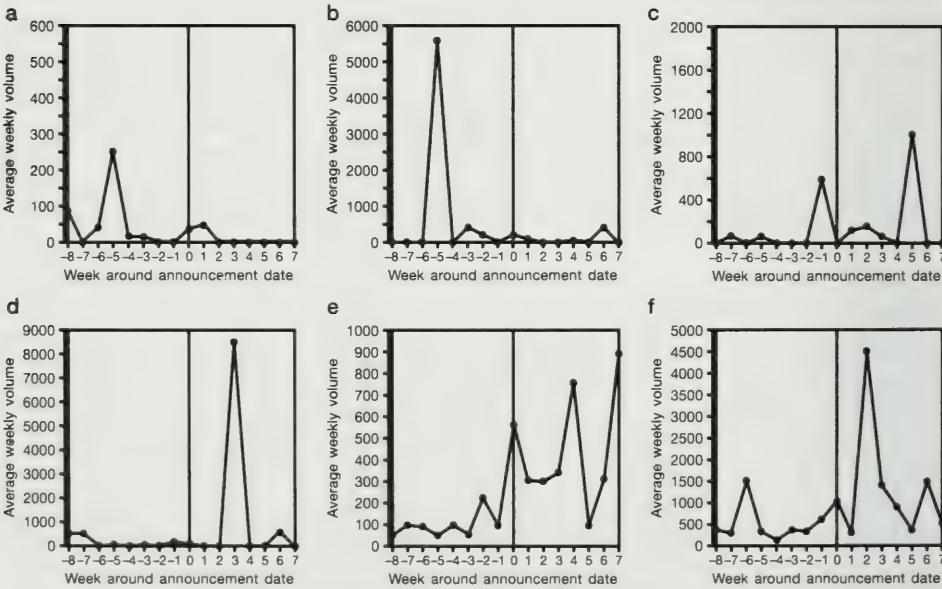 a
Average weekly volume
600
500
400
300
200
100
0
-8 -7 -6 -5 -4 -3 -2 -1 0 1 2 3 4 5 6 7
Week around announcement date
b
Average weekly volume
6000
5000
4000
3000
2000
1000
0
-8 -7 -6 -5 -4 -3 -2 -1 0 1 2 3 4 5 6 7
Week around announcement date
c
Average weekly volume
2000
1600
1200
800
400
0
-8 -7 -6 -5 -4 -3 -2 -1 0 1 2 3 4 5 6 7
Week around announcement date
d
Average weekly volume
9000
8000
7000
6000
5000
4000
3000
2000
1000
0
-8 -7 -6 -5 -4 -3 -2 -1 0 1 2 3 4 5 6 7
Week around announcement date
e
Average weekly volume
1000
900
800
700
600
500
400
300
200
100
0
-8 -7 -6 -5 -4 -3 -2 -1 0 1 2 3 4 5 6 7
Week around announcement date
f
Average weekly volume
5000
4500
4000
3500
3000
2500
2000
1500
1000
500
0
-8 -7 -6 -5 -4 -3 -2 -1 0 1 2 3 4 5 6 7
Week around announcement date